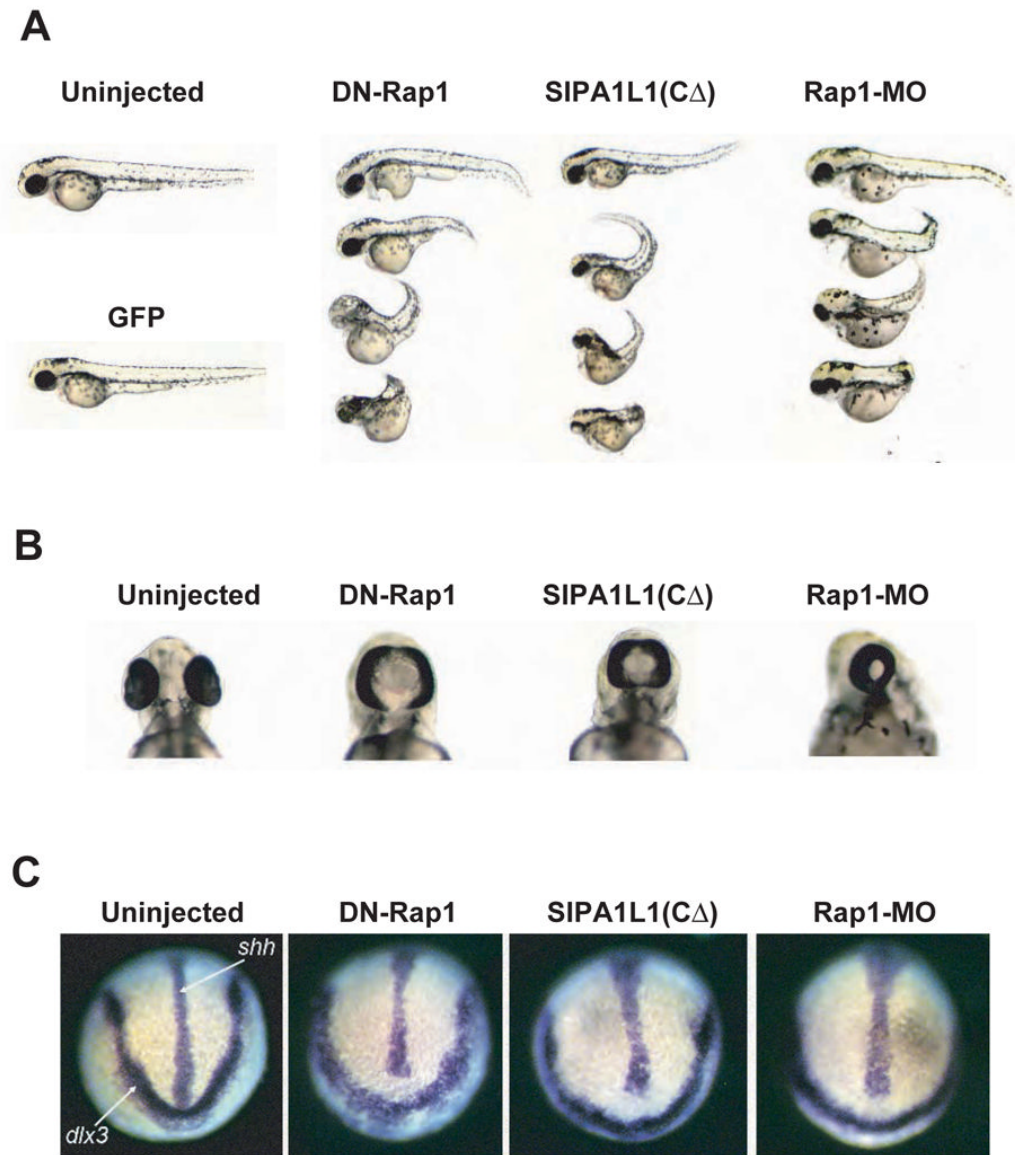 A
Uninjected DN-Rap1 SIPA1L1(CΔ) Rap1-MO
GFP
B
Uninjected DN-Rap1 SIPA1L1(CΔ) Rap1-MO
C
Uninjected DN-Rap1 SIPA1L1(CΔ) Rap1-MO
shh
dlx3